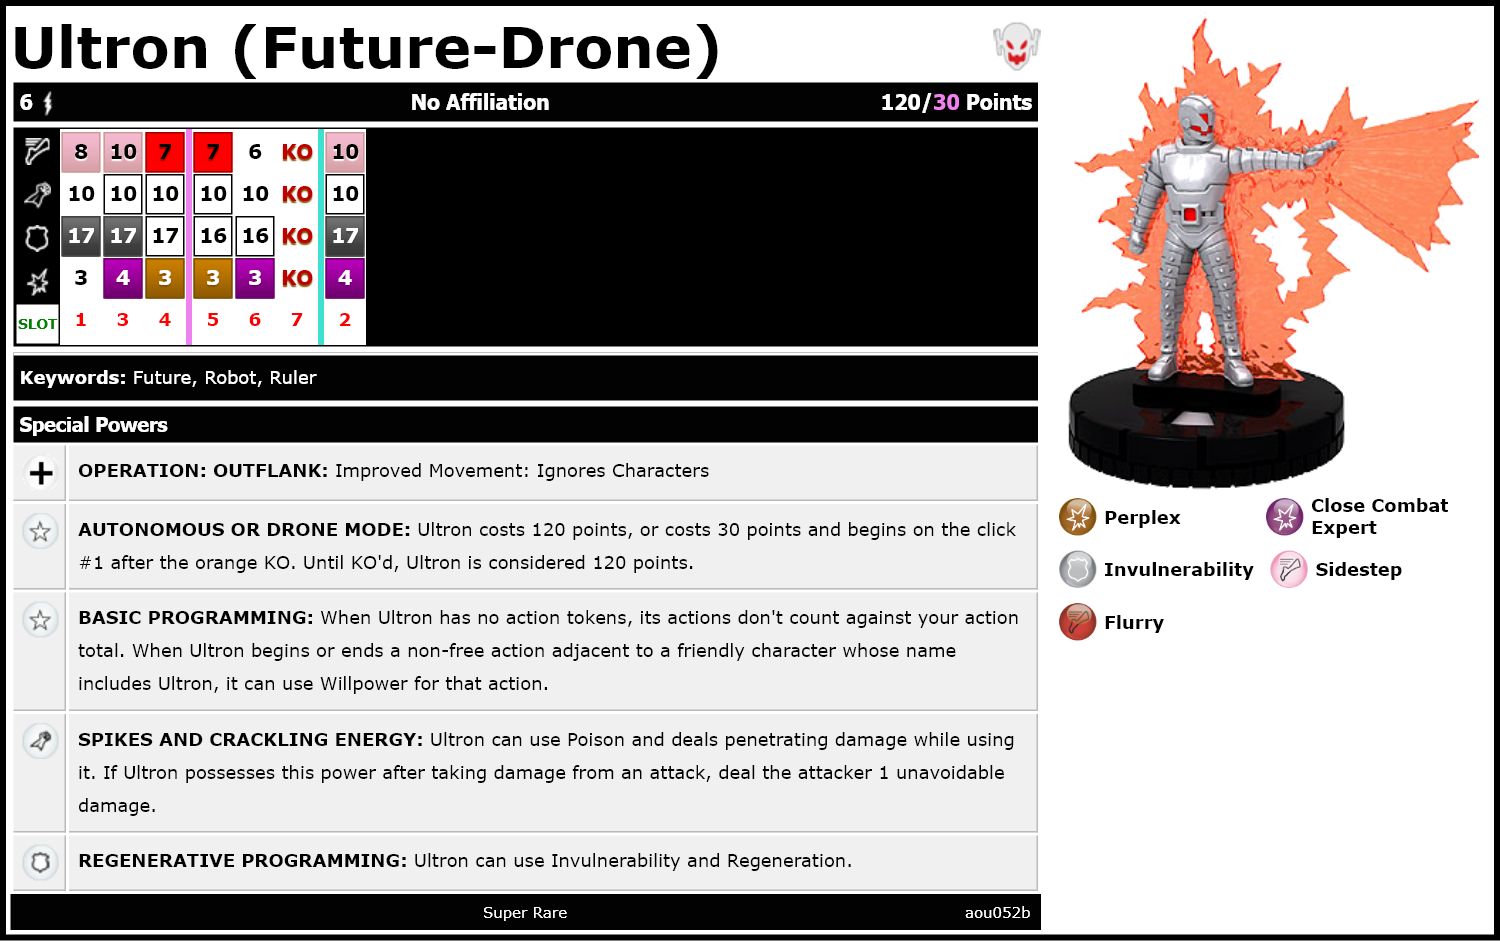 Ultron (Future-Drone)
6 No Affiliation 120/30 Points
8 10 7 7 6 KO 10
10 10 10 10 10 KO 10
17 17 17 16 16 KO 17
3 4 3 3 3 KO 4
SLOT 1 3 4 5 6 7 2
Keywords: Future, Robot, Ruler
Special Powers
OPERATION: OUTFLANK: Improved Movement: Ignores Characters
AUTONOMOUS OR DRONE MODE: Ultron costs 120 points, or costs 30 points and begins on the click
#1 after the orange KO. Until KO'd, Ultron is considered 120 points.
BASIC PROGRAMMING: When Ultron has no action tokens, its actions don't count against your action
total. When Ultron begins or ends a non-free action adjacent to a friendly character whose name
includes Ultron, it can use Willpower for that action.
SPIKES AND CRACKLING ENERGY: Ultron can use Poison and deals penetrating damage while using
it. If Ultron possesses this power after taking damage from an attack, deal the attacker 1 unavoidable
damage.
REGENERATIVE PROGRAMMING: Ultron can use Invulnerability and Regeneration.
Super Rare aou052b
Perplex
Close Combat
Expert
Invulnerability
Sidestep
Flurry